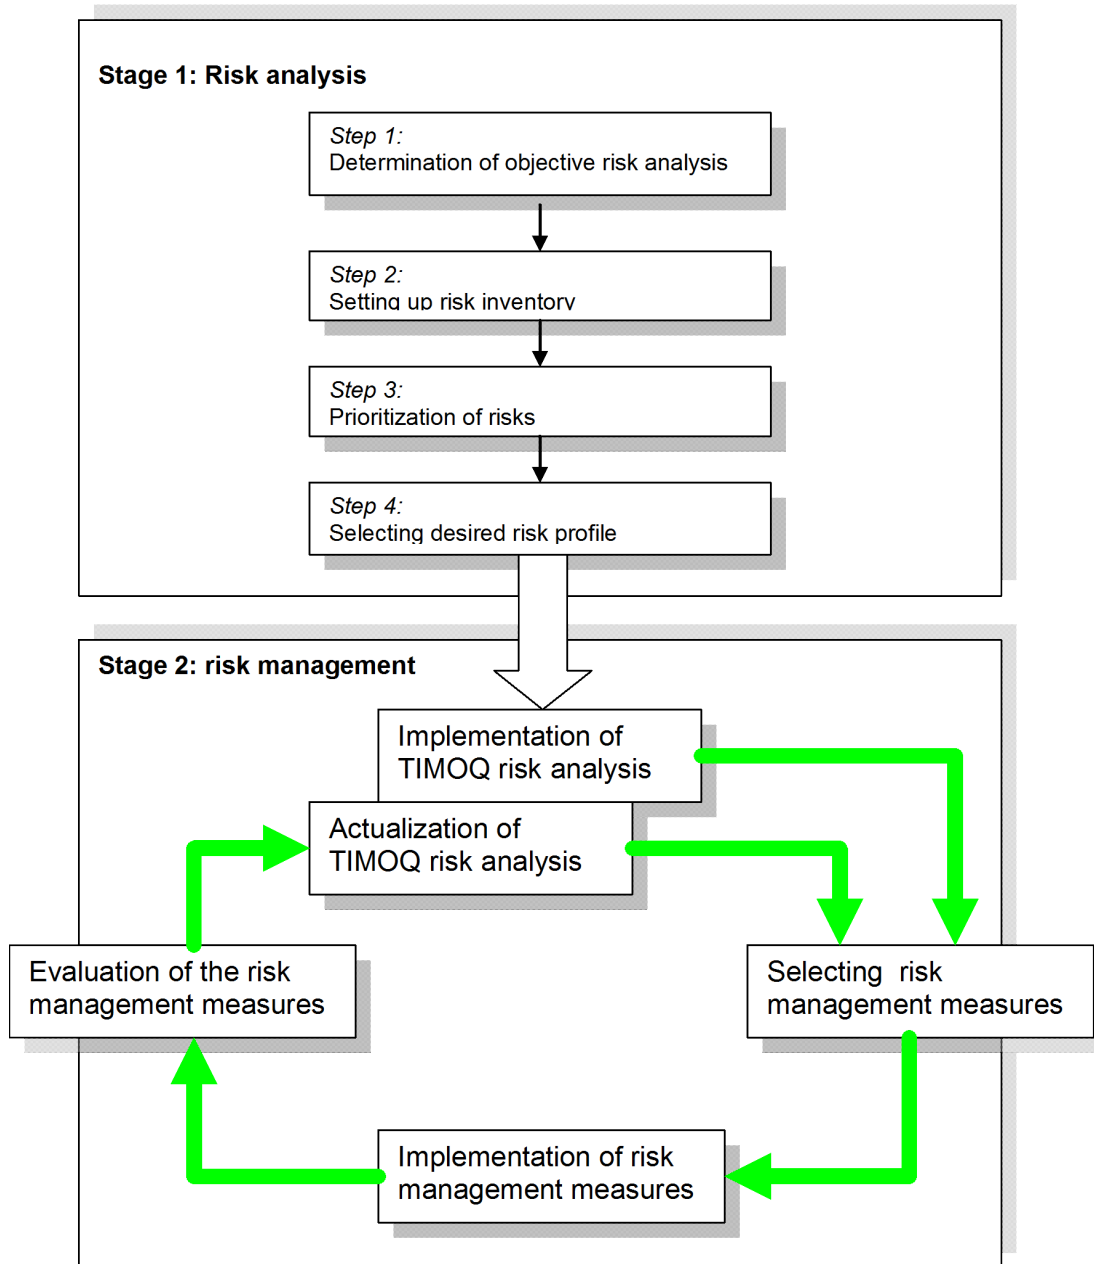 Stage 1: Risk analysis
Step 1:
Determination of objective risk analysis
Step 2:
Setting up risk inventory
Step 3:
Prioritization of risks
Step 4:
Selecting desired risk profile
Stage 2: risk management
Implementation of
TIMOQ risk analysis
Actualization of
TIMOQ risk analysis
Evaluation of the risk
management measures
Selecting risk
management measures
Implementation of risk
management measures